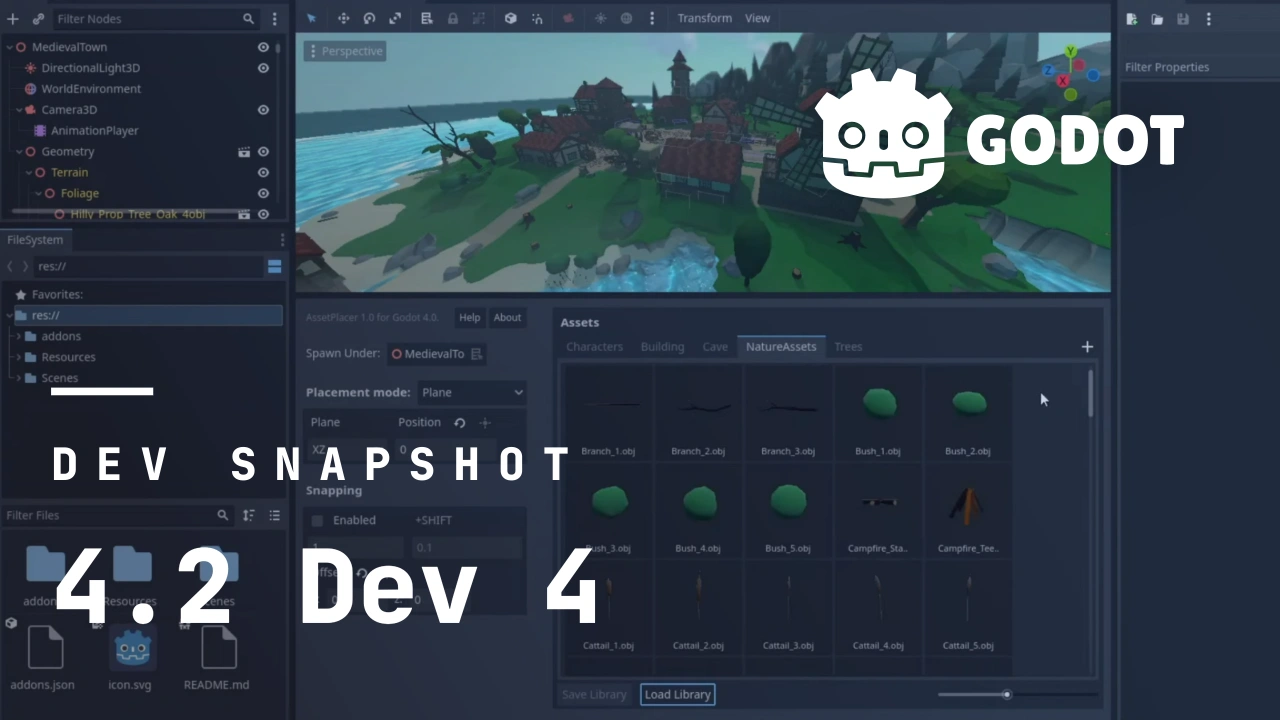 Filter Nodes
MedievalTown
DirectionalLight3D
WorldEnvironment
Camera3D
AnimationPlayer
Geometry
Terrain
Foliage
Hilly_Prop_Tree_Oak_4obj
FileSystem
res://
Favorites:
res://
addons
Resources
Scenes
Transform View
Perspective
Y
Z
X
GODOT
Filter Properties
AssetPlacer 1.0 for Godot 4.0.
Help
About
Spawn Under:
MedievalTo
Placement mode:
Plane
Plane
Position
XZ
0
Snapping
Enabled
+SHIFT
1
0.1
Offset
0
Z:
0
Assets
Characters
Building
Cave
NatureAssets
Trees
Branch_1.obj
Branch_2.obj
Branch_3.obj
Bush_1.obj
Bush_2.obj
Bush_3.obj
Bush_4.obj
Bush_5.obj
Campfire_Sta..
Campfire_Tee..
Cattail_1.obj
Cattail_2.obj
Cattail_3.obj
Cattail_4.obj
Cattail_5.obj
Save Library
Load Library
DEV SNAPSHOT
4.2 Dev 4
Filter Files
Resources
addons.json
icon.svg
README.md